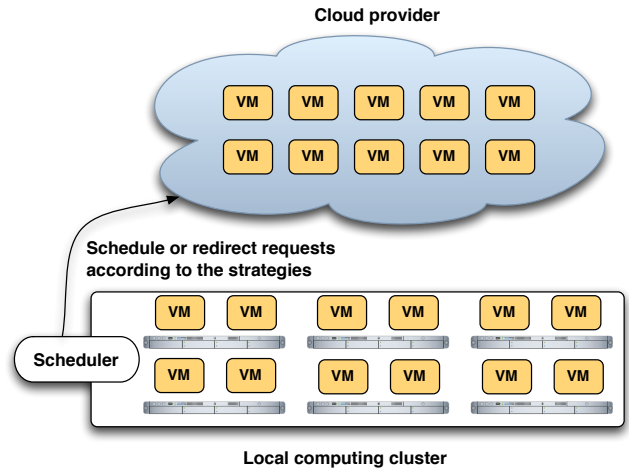 Cloud provider
VM VM VM VM VM
VM VM VM VM VM
Schedule or redirect requests
according to the strategies
VM VM VM VM VM VM
Scheduler
VM VM VM VM VM VM
Local computing cluster